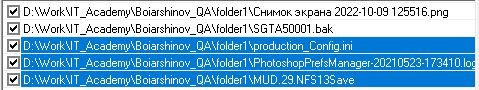 D:\Work\IT_Academy\Boiarshinov_QA\folder1\Снимок экрана 2022-10-09 125516.png
D:\Work\IT_Academy\Boiarshinov_QA\folder1\SGTA50001.bak
D:\Work\IT_Academy\Boiarshinov_QA\folder1\production_Config.ini
D:\Work\IT_Academy\Boiarshinov_QA\folder1\PhotoshopPrefsManager-20210523-173410.log
D:\Work\IT_Academy\Boiarshinov_QA\folder1\MUD.29.NFS13Save